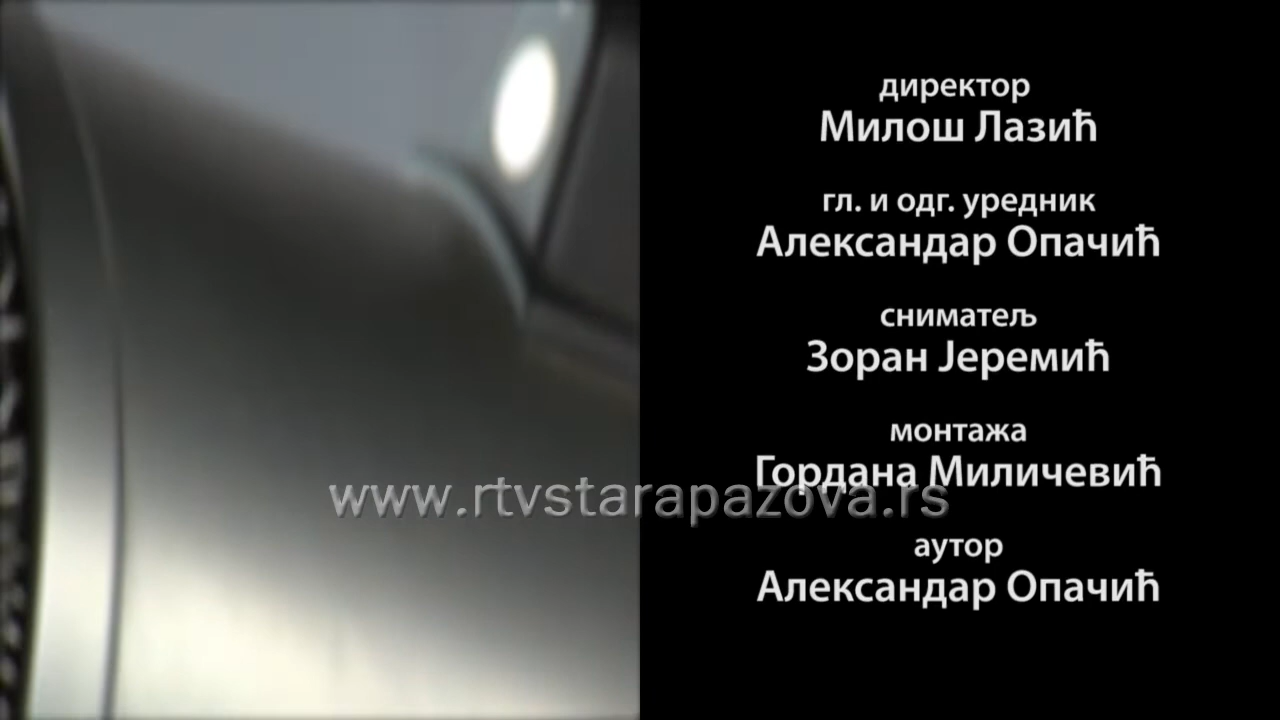 директор
Милош Лазић
гл. и одг. уредник
Александар Опачић
сниматељ
Зоран Јеремић
монтажа
Гордана Миличевић
www.rtvstarapazova.rs
аутор
Александар Опачић